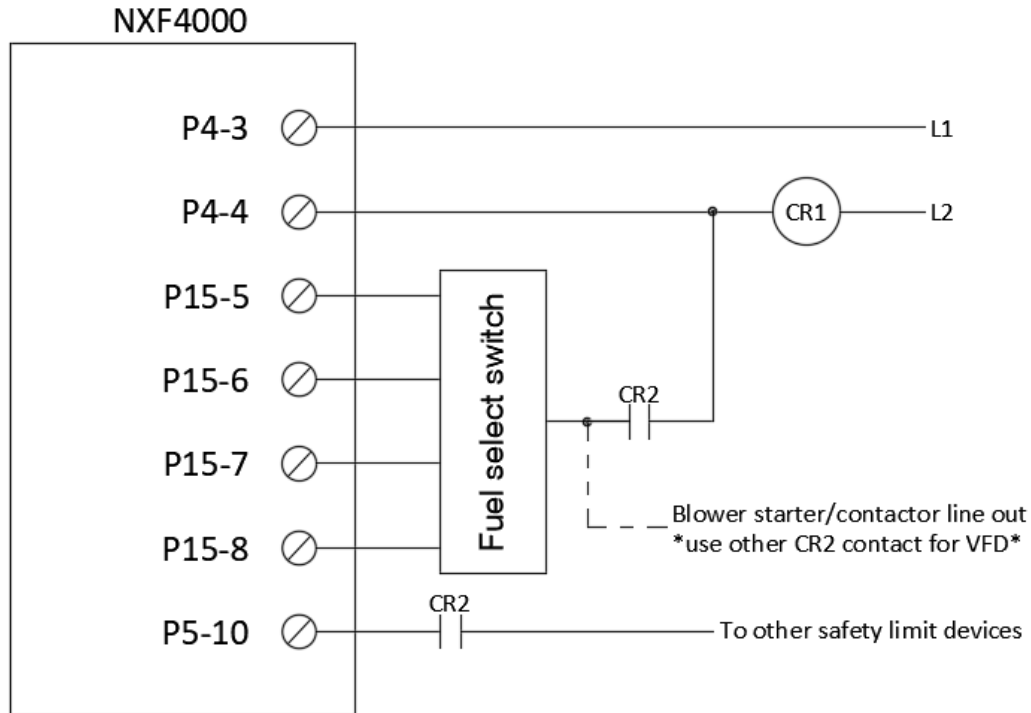 NXF4000
P4-3
L1
P4-4
CR1
L2
P15-5
P15-6
Fuel select switch
CR2
P15-7
Blower starter/contactor line out
*use other CR2 contact for VFD*
P15-8
CR2
P5-10
To other safety limit devices